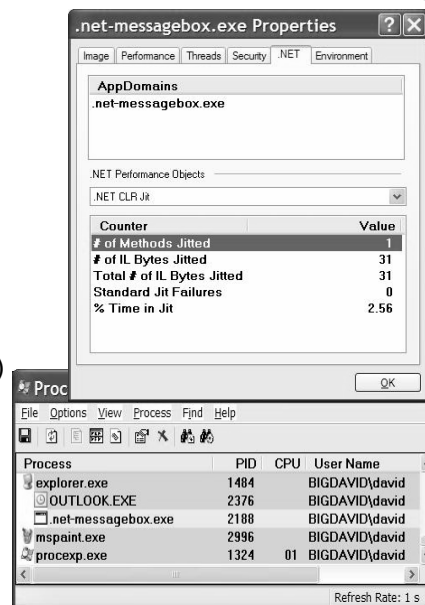 .net-messagebox.exe Properties
Image Performance Threads Security .NET Environment
AppDomains
.net-messagebox.exe
.NET Performance Objects
.NET CLR Jit
Counter Value
# of Methods Jitted 1
# of IL Bytes Jitted 31
Total # of IL Bytes Jitted 31
Standard Jit Failures 0
% Time in Jit 2.56
OK
)
Proc
File Options View Process Find Help
Process PID CPU User Name
explorer.exe 1484 BIGDAVID\david
OUTLOOK.EXE 2376 BIGDAVID\david
.net-messagebox.exe 2188 BIGDAVID\david
mspaint.exe 2996 BIGDAVID\david
procexp.exe 1324 01 BIGDAVID\david
Refresh Rate: 1 s